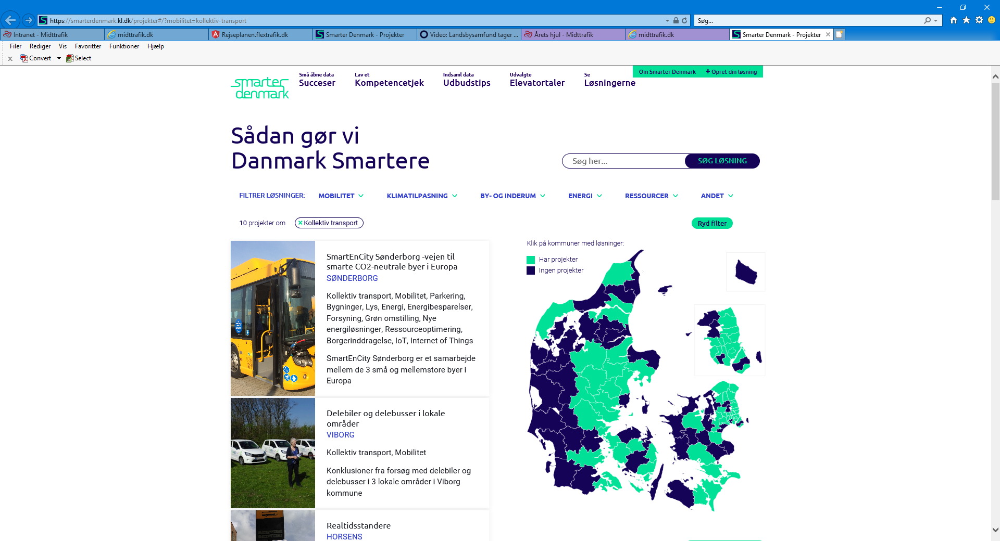 https://smarterdenmark.kl.dk/projekter#/?mobilitet=kollektiv-transport
Søg...
Intranet - Midttrafik
midttrafik.dk
Rejseplanen.flextrafik.dk
Smarter Denmark - Projekter
Video: Landsbysamfund tager ...
Årets hjul - Midttrafik
midttrafik.dk
Smarter Denmark - Projekter
Filer Rediger Vis Favoritter Funktioner Hjælp
x Convert Select
Om Smarter Denmark + Opret din løsning
smarter
denmark
Små åbne data
Succeser
Lav et
Kompetencetjek
Indsaml data
Udbudstips
Udvalgte
Elevatortaler
Se
Løsningerne
Sådan gør vi
Danmark Smartere
Søg her...
SØG LØSNING
FILTRER LØSNINGER: MOBILITET KLIMATILPASNING BY- OG INDERUM ENERGI RESSOURCER ANDET
10 projekter om
Kollektiv transport
Ryd filter
SmartEnCity Sønderborg -vejen til
smarte CO2-neutrale byer i Europa
SØNDERBORG
Kollektiv transport, Mobilitet, Parkering,
Bygninger, Lys, Energi, Energibesparelser,
Forsyning, Grøn omstilling, Nye
energiløsninger, Ressourceoptimering,
Borgerinddragelse, IoT, Internet of Things
SmartEnCity Sønderborg er et samarbejde
mellem de 3 små og mellemstore byer i
Europa
Delebiler og delebusser i lokale
områder
VIBORG
Kollektiv transport, Mobilitet
Konklusioner fra forsøg med delebiler og
delebusser i 3 lokale områder i Viborg
kommune
Realtidsstandere
HORSENS
Klik på kommuner med løsninger:
Har projekter
Ingen projekter